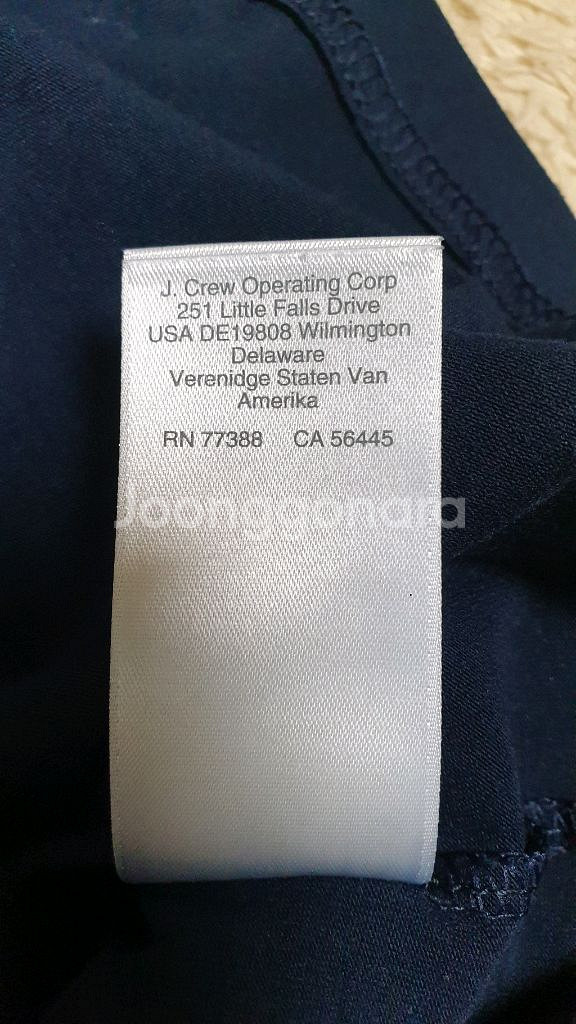 J. Crew Operating Corp
251 Little Falls Drive
USA DE19808 Wilmington
Delaware
Verenidge Staten Van
Amerika
RN 77388 CA 56445
Joonggonara